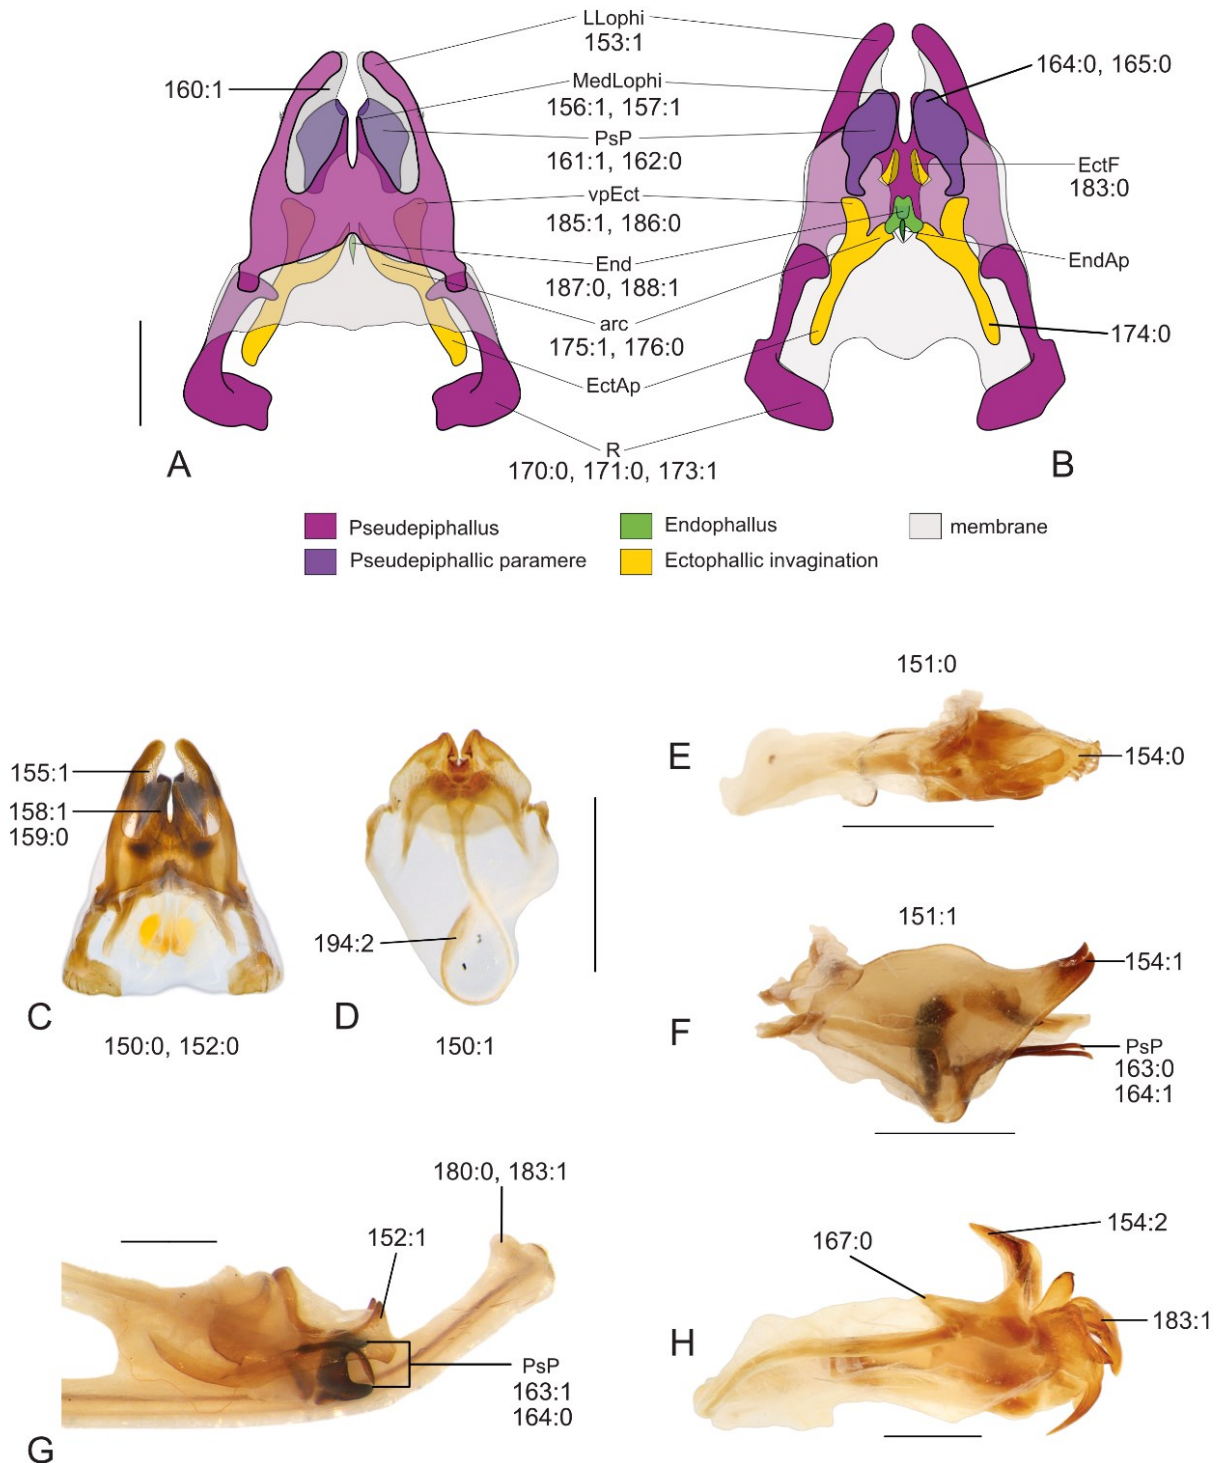 LLophi
153:1
160:1
MedLophi
156:1, 157:1
164:0, 165:0
PsP
161:1, 162:0
EctF
183:0
vpEct
185:1, 186:0
End
187:0, 188:1
EndAp
arc
175:1, 176:0
174:0
EctAp
R
170:0, 171:0, 173:1
A
B
Pseudepiphallus
Endophallus
membrane
Pseudepiphallic paramere
Ectophallic invagination
155:1
158:1
159:0
C
150:0, 152:0
194:2
D
150:1
151:0
E
154:0
151:1
F
154:1
PsP
163:0
164:1
180:0, 183:1
152:1
PsP
163:1
164:0
G
167:0
154:2
183:1
H